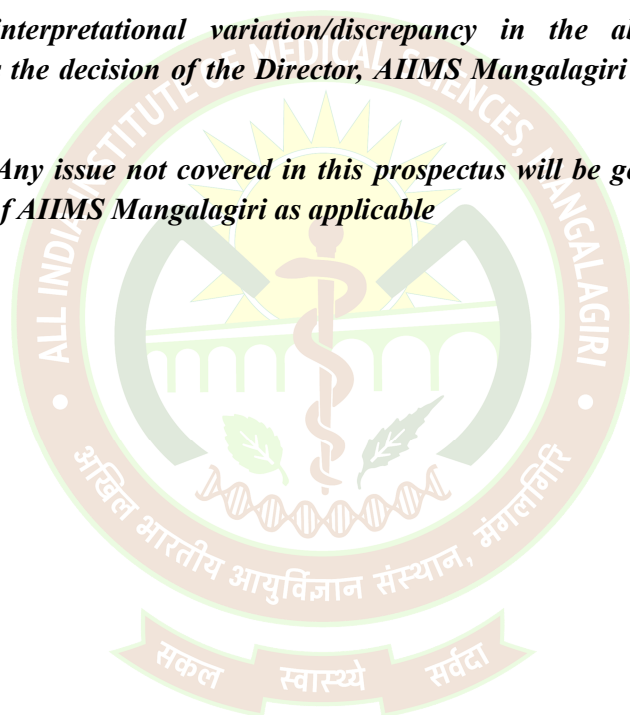 interpretational variation/discrepancy in the
the decision of the Director, AIIMS Mangalagiri
Any issue not covered in this prospectus will be
AIIMS Mangalagiri as applicable
ALL INDIA INSTITUTE OF MEDICAL SCIENCES, MANGALAGIRI
अखिल भारतीय आयुर्विज्ञान संस्थान, मंगलगिरि
सकल स्वास्थ्ये सर्वदा